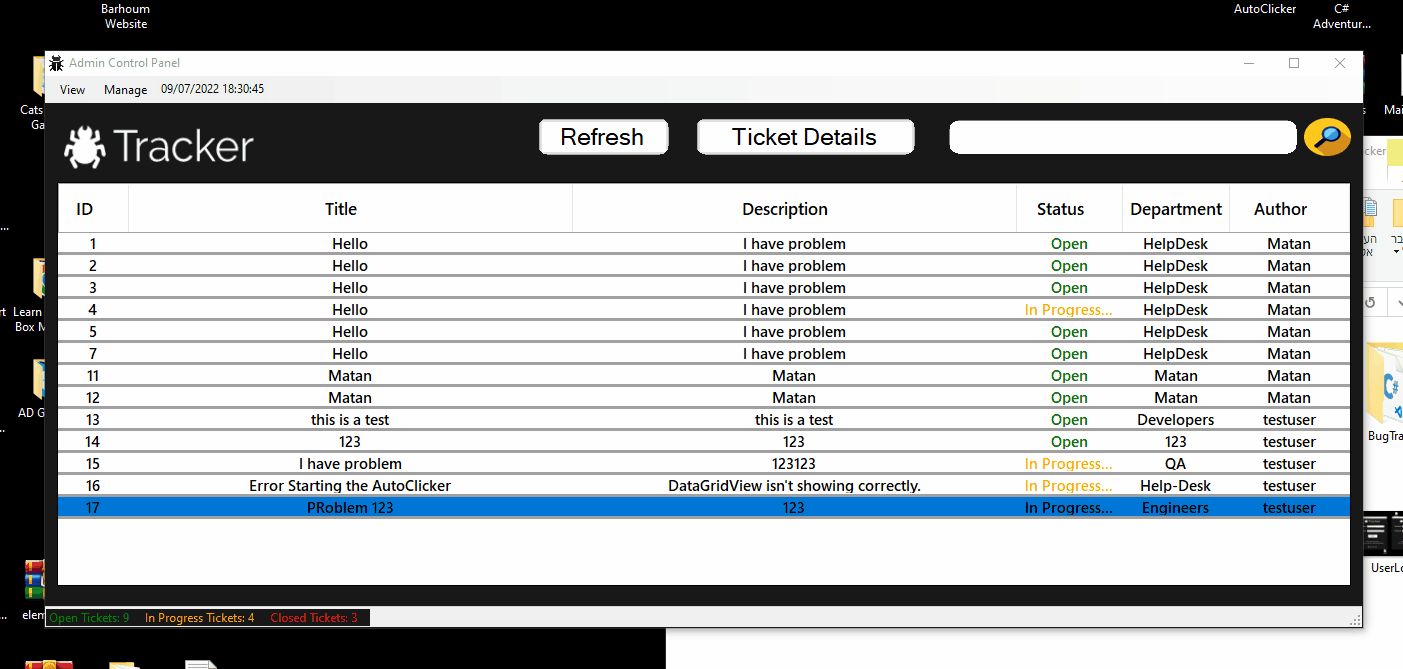 Barhoum
Website
AutoClicker
C#
Adventur...
Admin Control Panel
View Manage 09/07/2022 18:30:45
Cats
Ga
Mai
Tracker
Refresh
Ticket Details
cker
ID Title Description Status Department Author
1 Hello I have problem Open HelpDesk Matan
2 Hello I have problem Open HelpDesk Matan
3 Hello I have problem Open HelpDesk Matan
4 Hello I have problem In Progress... HelpDesk Matan
5 Hello I have problem Open HelpDesk Matan
7 Hello I have problem Open HelpDesk Matan
11 Matan Matan Open Matan Matan
12 Matan Matan Open Matan Matan
13 this is a test this is a test Open Developers testuser
14 123 123 Open 123 testuser
15 I have problem 123123 In Progress... QA testuser
16 Error Starting the AutoClicker DataGridView isn't showing correctly. In Progress... Help-Desk testuser
17 PRoblem 123 123 In Progress... Engineers testuser
Learn
Box M
AD G
BugTra
UserLo
elem
Open Tickets: 9 In Progress Tickets: 4 Closed Tickets: 3